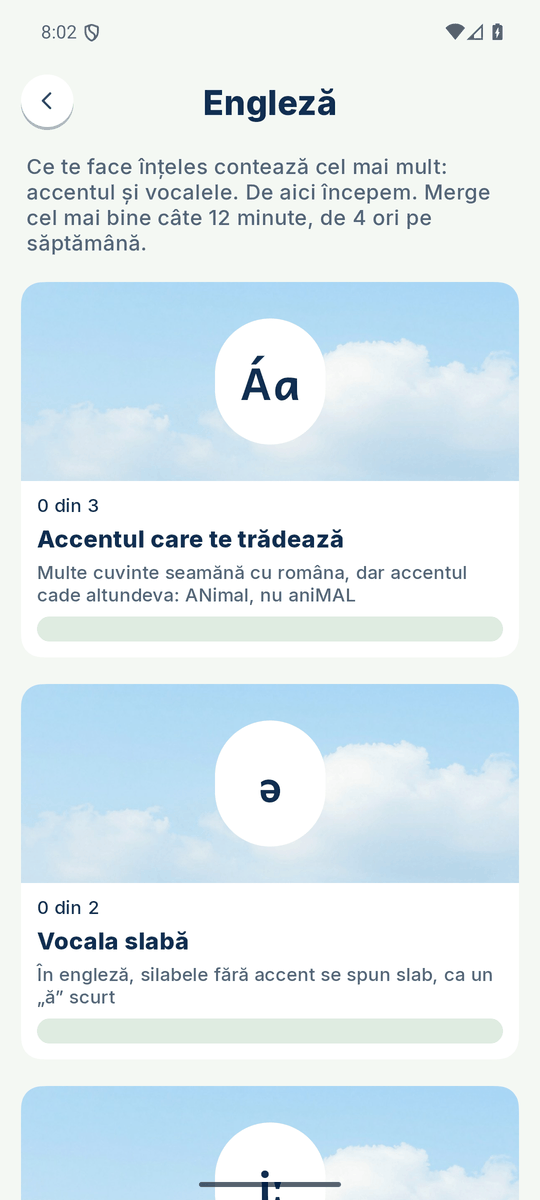 8:02
Engleză
Ce te face înțeles contează cel mai mult:
accentul și vocalele. De aici începem. Merge
cel mai bine câte 12 minute, de 4 ori pe
săptămână.
Áa
0 din 3
Accentul care te trădează
Multe cuvinte seamănă cu româna, dar accentul
cade altundeva: ANimal, nu aniMAL
ə
0 din 2
Vocala slabă
În engleză, silabele fără accent se spun slab, ca un
„ă” scurt